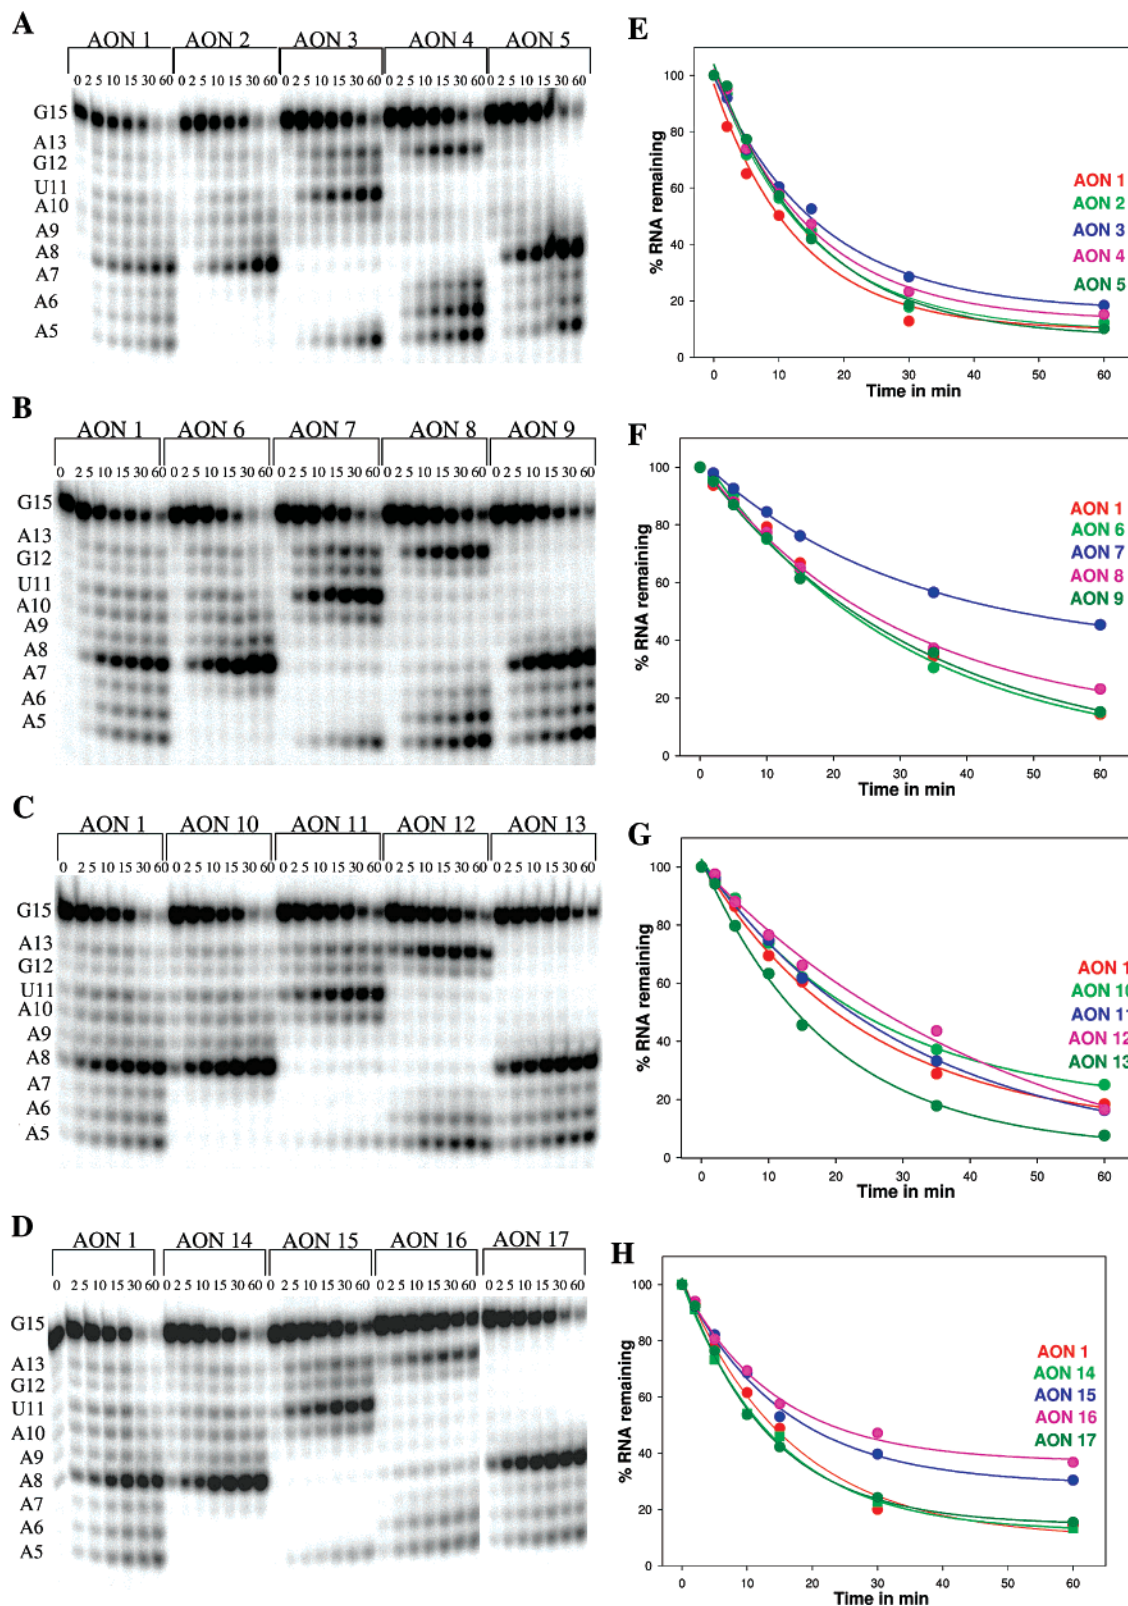 A
AON 1 AON 2 AON 3 AON 4 AON 5
0 2 5 10 15 30 60 0 2 5 10 15 30 60 0 2 5 10 15 30 60 0 2 5 10 15 30 60 0 2 5 10 15 30 60
G15
A13
G12
U11
A10
A9
A8
A7
A6
A5
E
% RNA remaining
100
80
60
40
20
0
0 10 20 30 40 50 60
Time in min
AON 1
AON 2
AON 3
AON 4
AON 5
B
AON 1 AON 6 AON 7 AON 8 AON 9
0 2 5 10 15 30 60 0 2 5 10 15 30 60 0 2 5 10 15 30 60 0 2 5 10 15 30 60 0 2 5 10 15 30 60
G15
A13
G12
U11
A10
A9
A8
A7
A6
A5
F
% RNA remaining
100
80
60
40
20
0
0 10 20 30 40 50 60
Time in min
AON 1
AON 6
AON 7
AON 8
AON 9
C
AON 1 AON 10 AON 11 AON 12 AON 13
0 2 5 10 15 30 60 0 2 5 10 15 30 60 0 2 5 10 15 30 60 0 2 5 10 15 30 60 0 2 5 10 15 30 60
G15
A13
G12
U11
A10
A9
A8
A7
A6
A5
G
% RNA remaining
100
80
60
40
20
0
0 10 20 30 40 50 60
Time in min
AON 1
AON 10
AON 11
AON 12
AON 13
D
AON 1 AON 14 AON 15 AON 16 AON 17
0 2 5 10 15 30 60 0 2 5 10 15 30 60 0 2 5 10 15 30 60 0 2 5 10 15 30 60 0 2 5 10 15 30 60
G15
A13
G12
U11
A10
A9
A8
A7
A6
A5
H
% RNA remaining
100
80
60
40
20
0
0 10 20 30 40 50 60
Time in min
AON 1
AON 14
AON 15
AON 16
AON 17